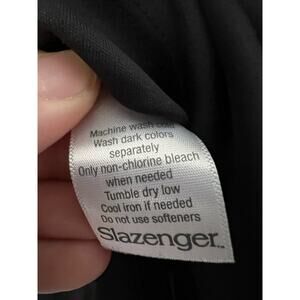 Machine wash cold
Wash dark colors
separately
Only non-chlorine bleach
when needed
Tumble dry low
Cool iron if needed
Do not use softeners
Slazenger™